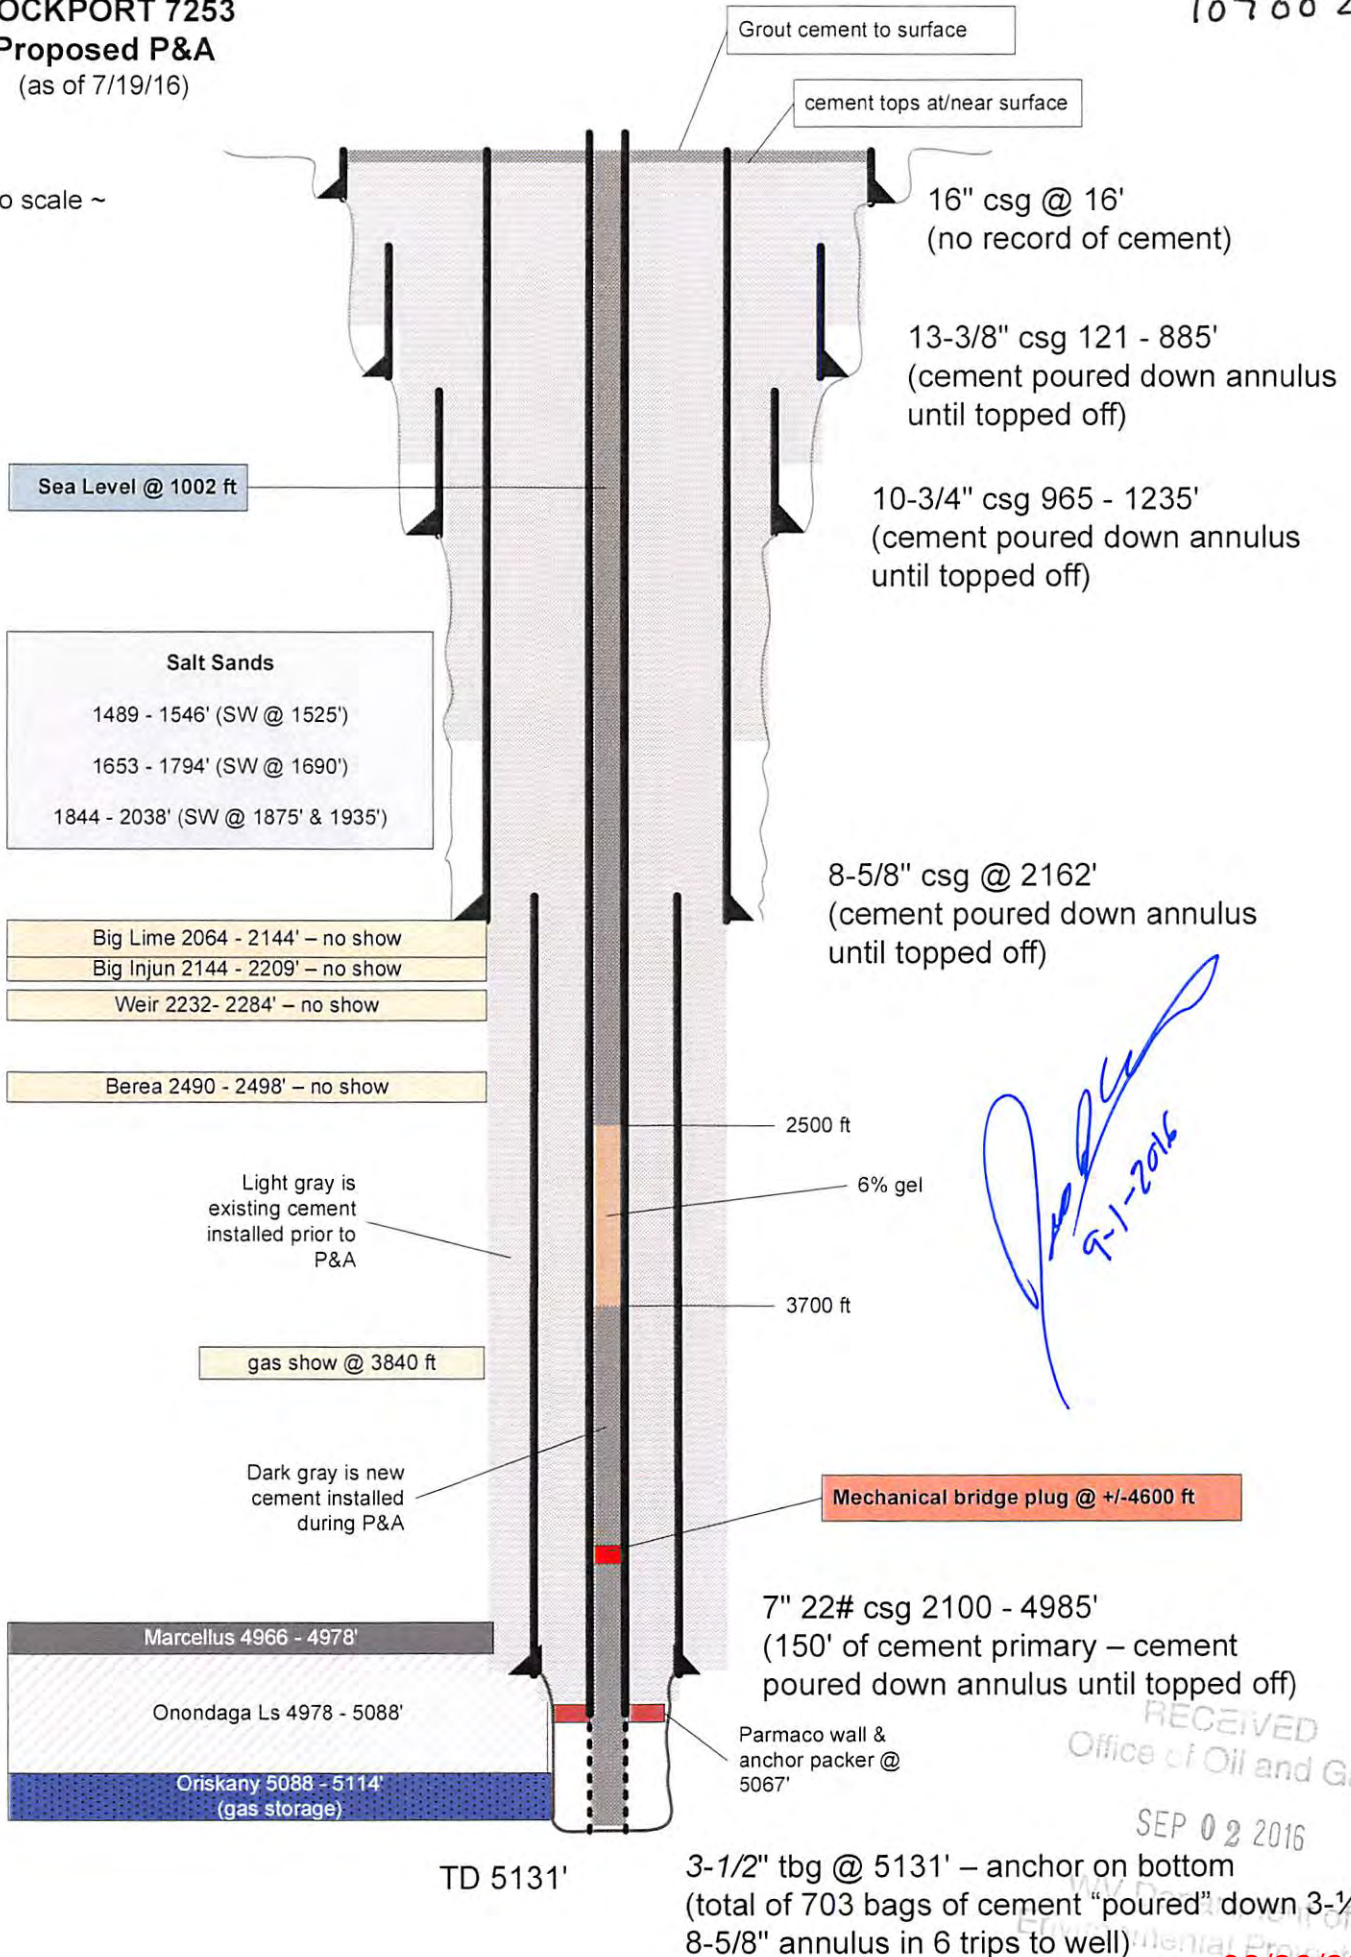 OCKPORT 7253
Proposed P&A
(as of 7/19/16)
o scale ~
Grout cement to surface
cement tops at/near surface
16" csg @ 16'
(no record of cement)
13-3/8" csg 121 - 885'
(cement poured down annulus
until topped off)
Sea Level @ 1002 ft
10-3/4" csg 965 - 1235'
(cement poured down annulus
until topped off)
Salt Sands
1489 - 1546' (SW @ 1525')
1653 - 1794' (SW @ 1690')
1844 - 2038' (SW @ 1875' & 1935')
8-5/8" csg @ 2162'
(cement poured down annulus
until topped off)
Big Lime 2064 - 2144' – no show
Big Injun 2144 - 2209' – no show
Weir 2232- 2284' – no show
Berea 2490 - 2498' – no show
2500 ft
9-1-2016
Light gray is
existing cement
installed prior to
P&A
6% gel
3700 ft
gas show @ 3840 ft
Dark gray is new
cement installed
during P&A
Mechanical bridge plug @ +/-4600 ft
7" 22# csg 2100 - 4985'
(150' of cement primary – cement
poured down annulus until topped off)
Marcellus 4966 - 4978'
Onondaga Ls 4978 - 5088'
Parmaco wall &
anchor packer @
5067'
RECEIVED
Office of Oil and G
Oriskany 5088 - 5114'
(gas storage)
SEP 02 2016
TD 5131'
3-1/2" tbg @ 5131' – anchor on bottom
(total of 703 bags of cement "poured" down 3-½
8-5/8" annulus in 6 trips to well)